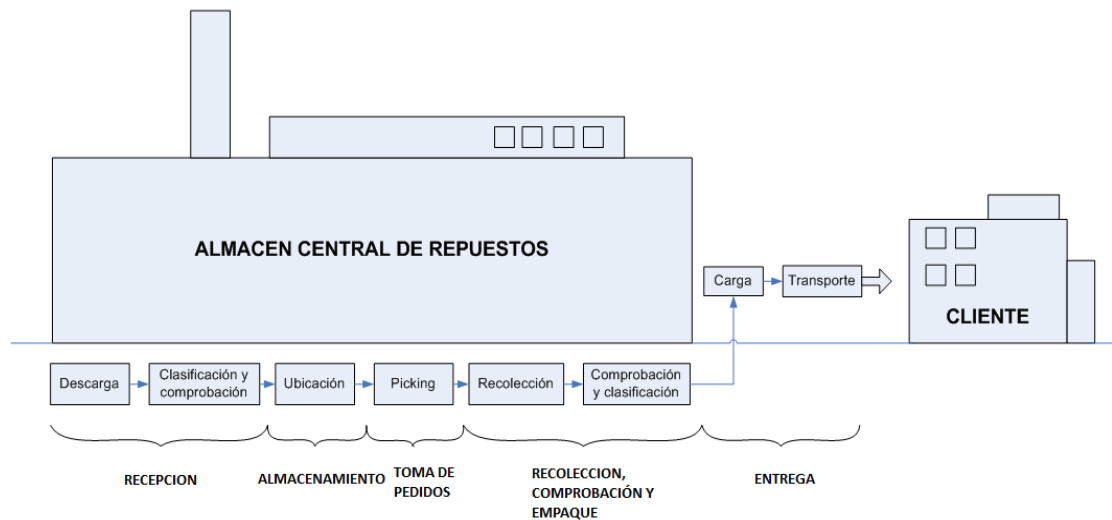 ALMACEN CENTRAL DE REPUESTOS
Carga
Transporte
CLIENTE
Descarga
Clasificación y
comprobación
Ubicación
Picking
Recolección
Comprobación
y clasificación
RECEPCION
ALMACENAMIENTO
TOMA DE
PEDIDOS
RECOLECCION,
COMPROBACIÓN Y
EMPAQUE
ENTREGA